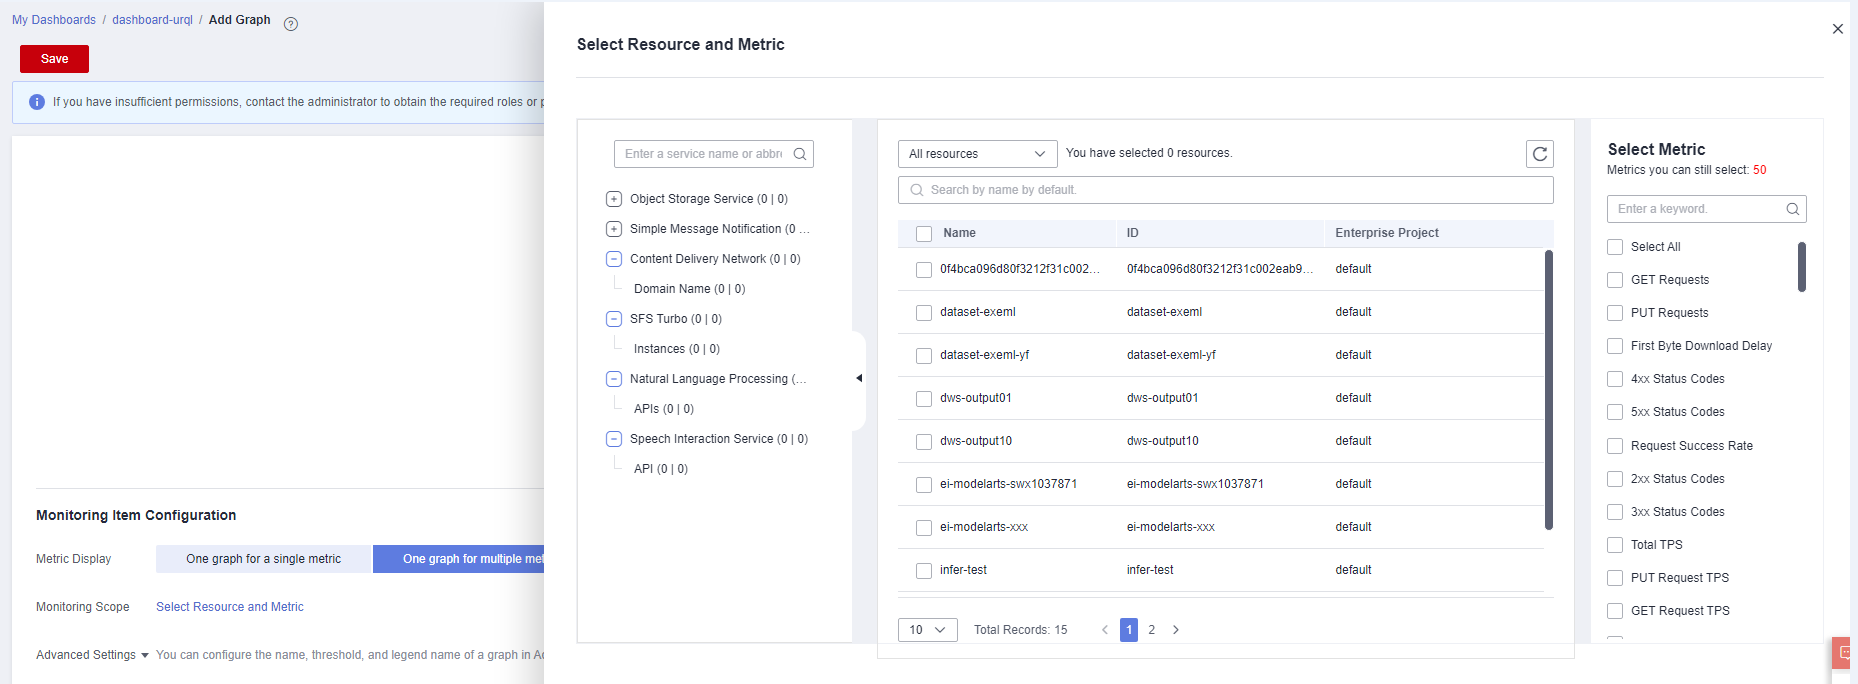 My Dashboards / dashboard-urql / Add Graph ?
Save
If you have insufficient permissions, contact the administrator to obtain the required roles or p
Monitoring Item Configuration
Metric Display
One graph for a single metric
One graph for multiple met
Monitoring Scope
Select Resource and Metric
Advanced Settings
You can configure the name, threshold, and legend name of a graph in Ad
Select Resource and Metric
Enter a service name or abbr
Object Storage Service (0 | 0)
Simple Message Notification (0 ...
Content Delivery Network (0 | 0)
Domain Name (0 | 0)
SFS Turbo (0 | 0)
Instances (0 | 0)
Natural Language Processing (...
APIs (0 | 0)
Speech Interaction Service (0 | 0)
API (0 | 0)
All resources
You have selected 0 resources.
Search by name by default.
Name ID Enterprise Project
0f4bca096d80f3212f31c002... 0f4bca096d80f3212f31c002eab9... default
dataset-exeml dataset-exeml default
dataset-exeml-yf dataset-exeml-yf default
dws-output01 dws-output01 default
dws-output10 dws-output10 default
ei-modelarts-swx1037871 ei-modelarts-swx1037871 default
ei-modelarts-xxx ei-modelarts-xxx default
infer-test infer-test default
10 Total Records: 15 < 1 2 >
Select Metric
Metrics you can still select: 50
Enter a keyword.
Select All
GET Requests
PUT Requests
First Byte Download Delay
4xx Status Codes
5xx Status Codes
Request Success Rate
2xx Status Codes
3xx Status Codes
Total TPS
PUT Request TPS
GET Request TPS